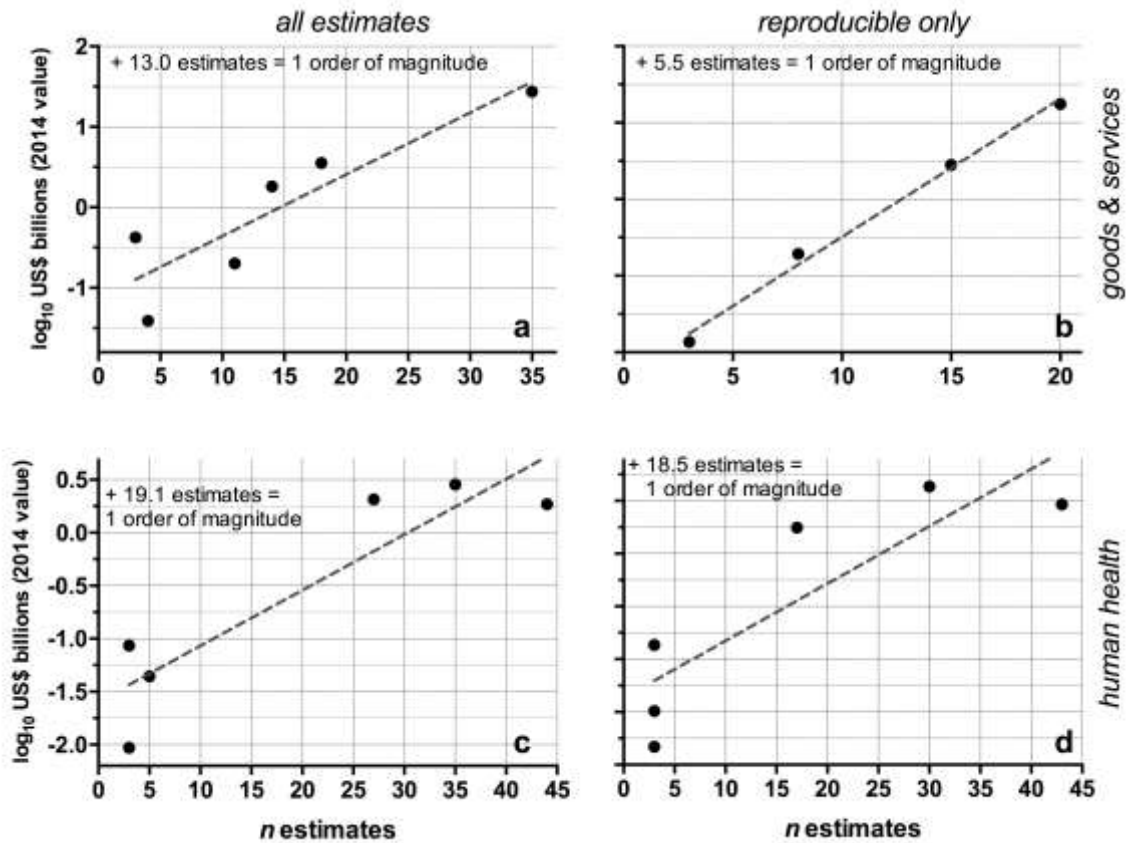 all estimates
reproducible only
+ 13.0 estimates = 1 order of magnitude
+ 5.5 estimates = 1 order of magnitude
log10 US$ billions (2014 value)
2
1
0
-1
a
b
goods & services
0 5 10 15 20 25 30 35
0 5 10 15 20
+ 19.1 estimates =
1 order of magnitude
+ 18.5 estimates =
1 order of magnitude
log10 US$ billions (2014 value)
0.5
0.0
-0.5
-1.0
-1.5
-2.0
c
d
human health
0 5 10 15 20 25 30 35 40 45
0 5 10 15 20 25 30 35 40 45
n estimates
n estimates